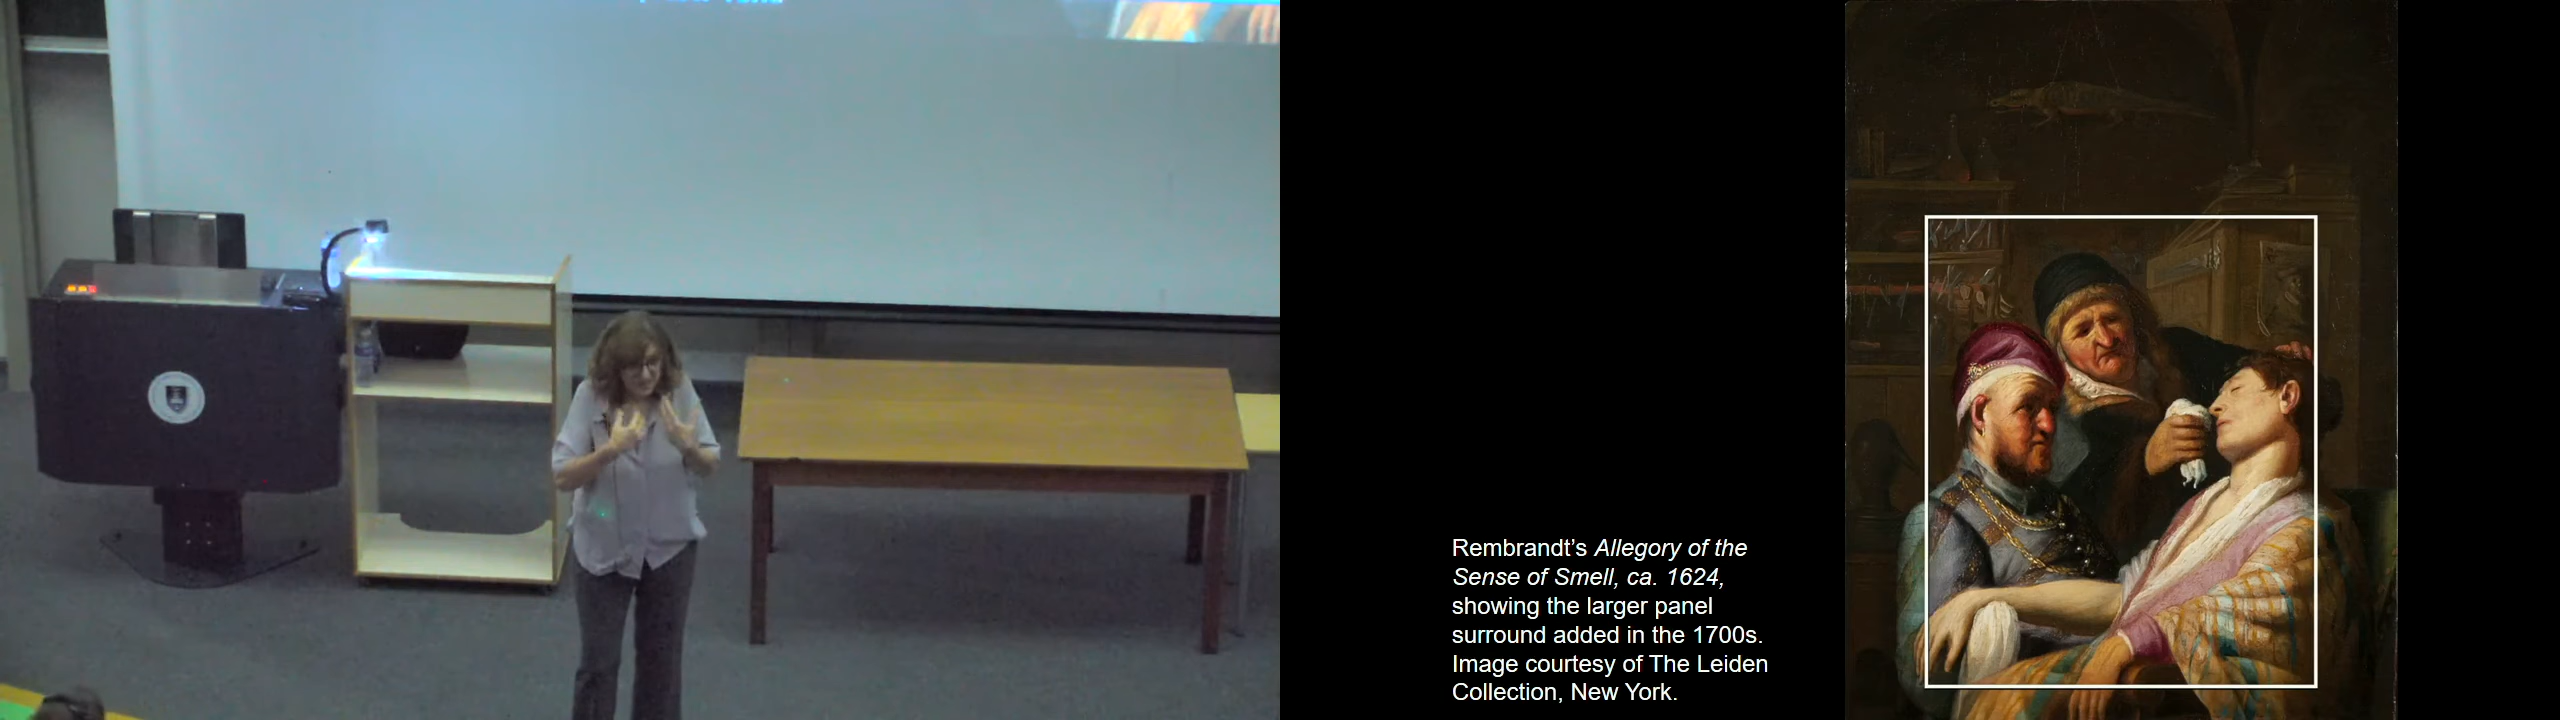 Rembrandt’s Allegory of the
Sense of Smell, ca. 1624,
showing the larger panel
surround added in the 1700s.
Image courtesy of The Leiden
Collection, New York.